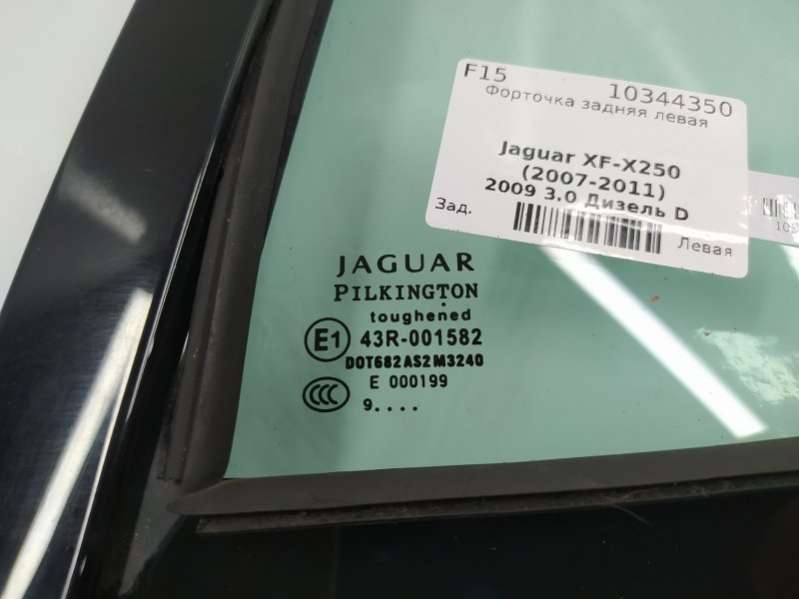 F15 10344350
Форточка задняя левая
Jaguar XF-X250
(2007-2011)
2009 3.0 Дизель D
Зад.
Левая
JAGUAR
PILKINGTON
toughened
E1 43R-001582
DOT682AS2M3240
E 000199
CCC
9....